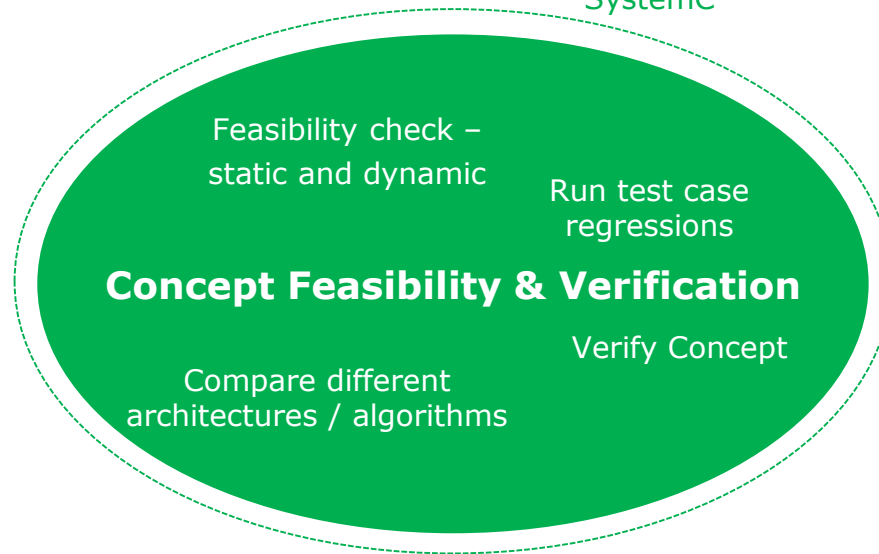 SystemC
Feasibility check –
static and dynamic
Run test case
regressions
Concept Feasibility & Verification
Verify Concept
Compare different
architectures / algorithms